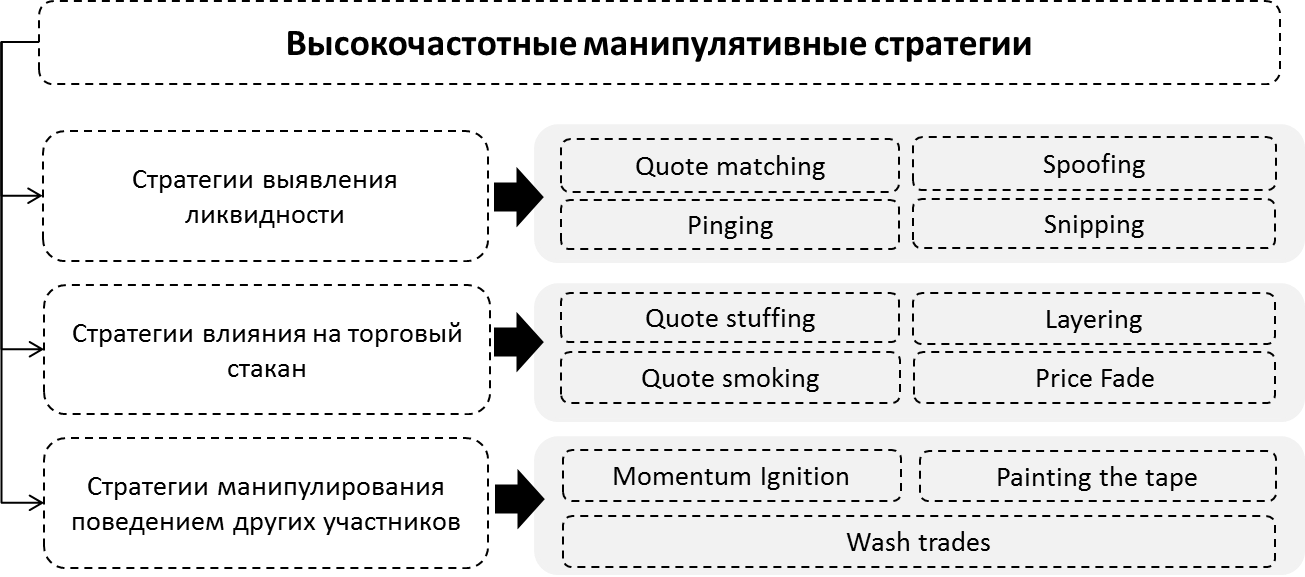 Высокочастотные манипулятивные стратегии
Стратегии выявления
ликвидности
Quote matching
Spoofing
Pinging
Snipping
Стратегии влияния на торговый
стакан
Quote stuffing
Layering
Quote smoking
Price Fade
Стратегии манипулирования
поведением других участников
Momentum Ignition
Painting the tape
Wash trades